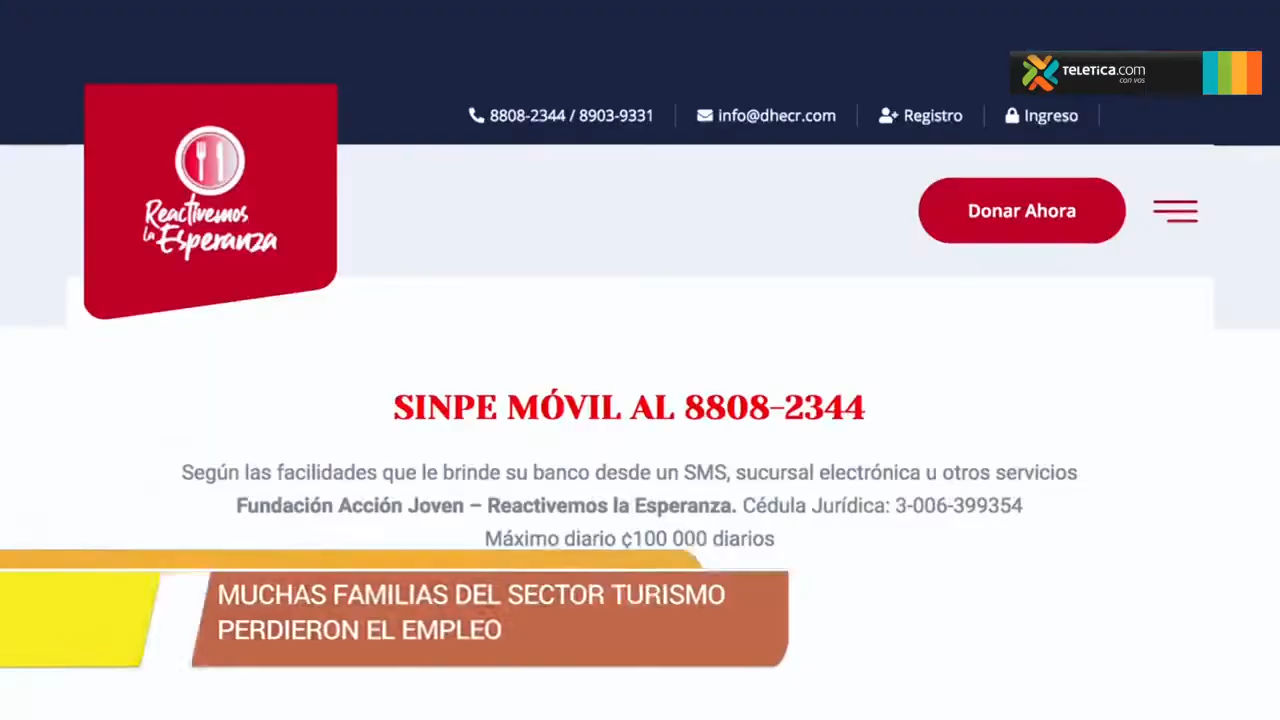 TELETICA.COM
con vos
8808-2344 / 8903-9331
info@dhecr.com
Registro
Ingreso
Reactivemos
la Esperanza
Donar Ahora
SINPE MÓVIL AL 8808-2344
Según las facilidades que le brinde su banco desde un SMS, sucursal electrónica u otros servicios
Fundación Acción Joven – Reactivemos la Esperanza. Cédula Jurídica: 3-006-399354
Máximo diario ¢100 000 diarios
MUCHAS FAMILIAS DEL SECTOR TURISMO
PERDIERON EL EMPLEO